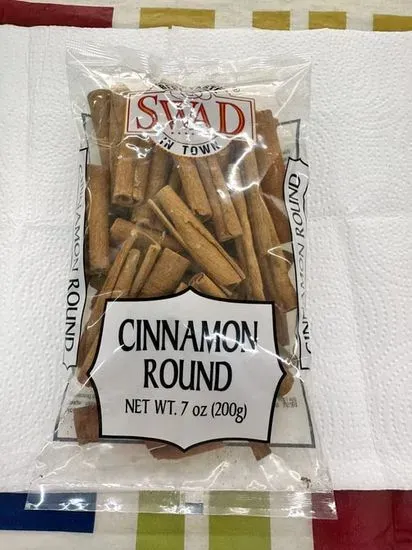 SWAD
IN TOWN
CINNAMON ROUND
CINNAMON ROUND
CINNAMON
ROUND
NET WT. 7 oz (200g)